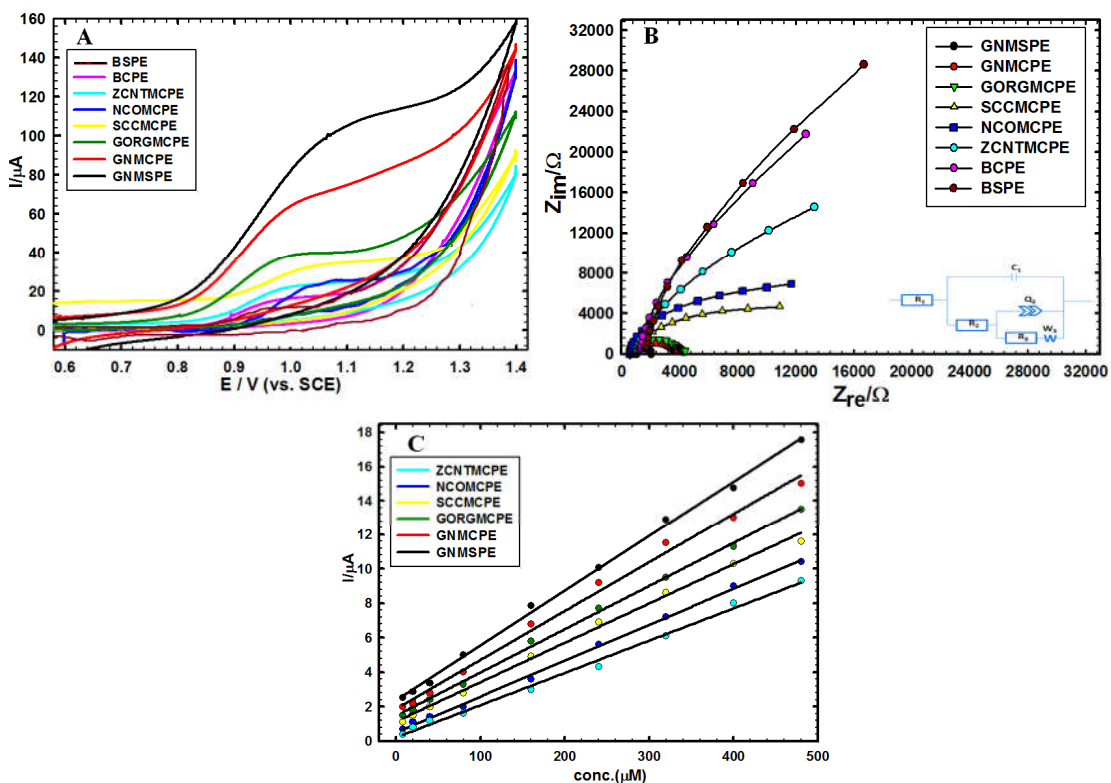 A
BSPE
BCPE
ZCNTMCPE
NCOMCPE
SCCMCPE
GORGMCPE
GNMCPE
GNMSPE
I/µA
160
140
120
100
80
60
40
20
0
0.6 0.7 0.8 0.9 1.0 1.1 1.2 1.3 1.4
E / V (vs. SCE)
B
GNMSPE
GNMCPE
GORGMCPE
SCCMCPE
NCOMCPE
ZCNTMCPE
BCPE
BSPE
Zim/Ω
32000
28000
24000
20000
16000
12000
8000
4000
0
0 4000 8000 12000 16000 20000 24000 28000 32000
Zre/Ω
C
ZCNTMCPE
NCOMCPE
SCCMCPE
GORGMCPE
GNMCPE
GNMSPE
I/µA
18
16
14
12
10
8
6
4
2
0
0 100 200 300 400 500
conc.(µM)